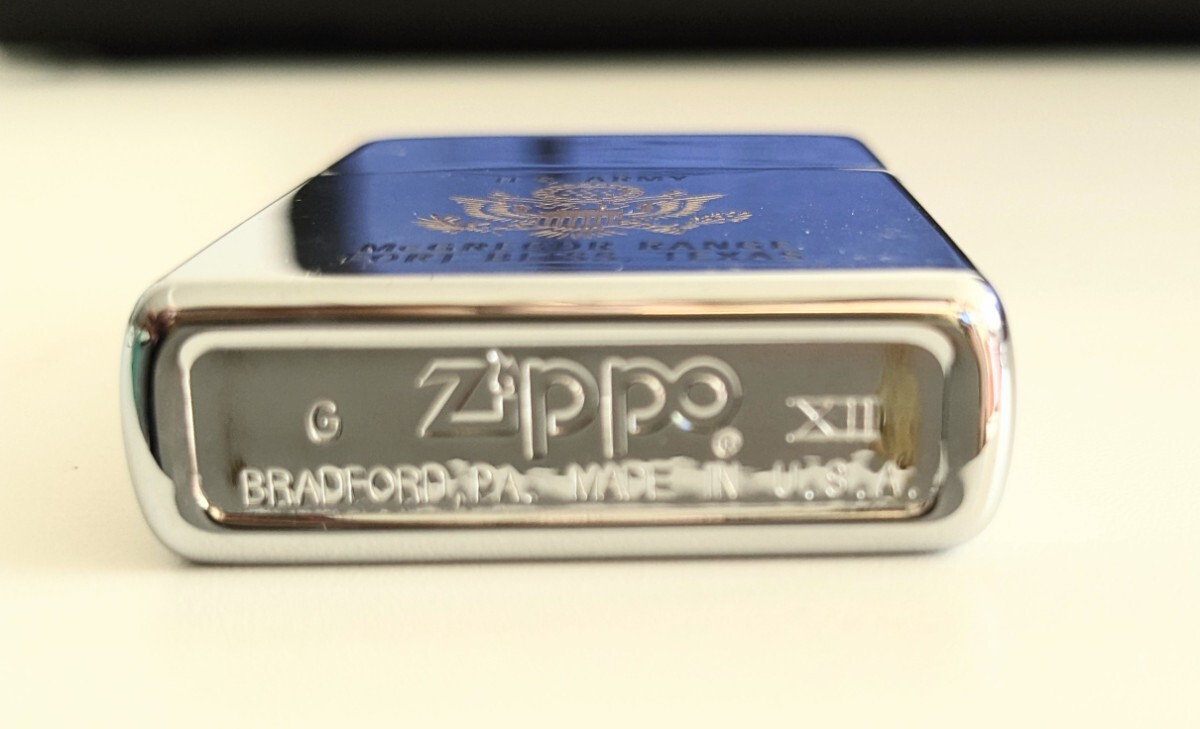 U.S. ARMY
McGREGOR RANGE
FORT BLISS, TEXAS
G Zippo® XII
BRADFORD,PA. MADE IN U.S.A.